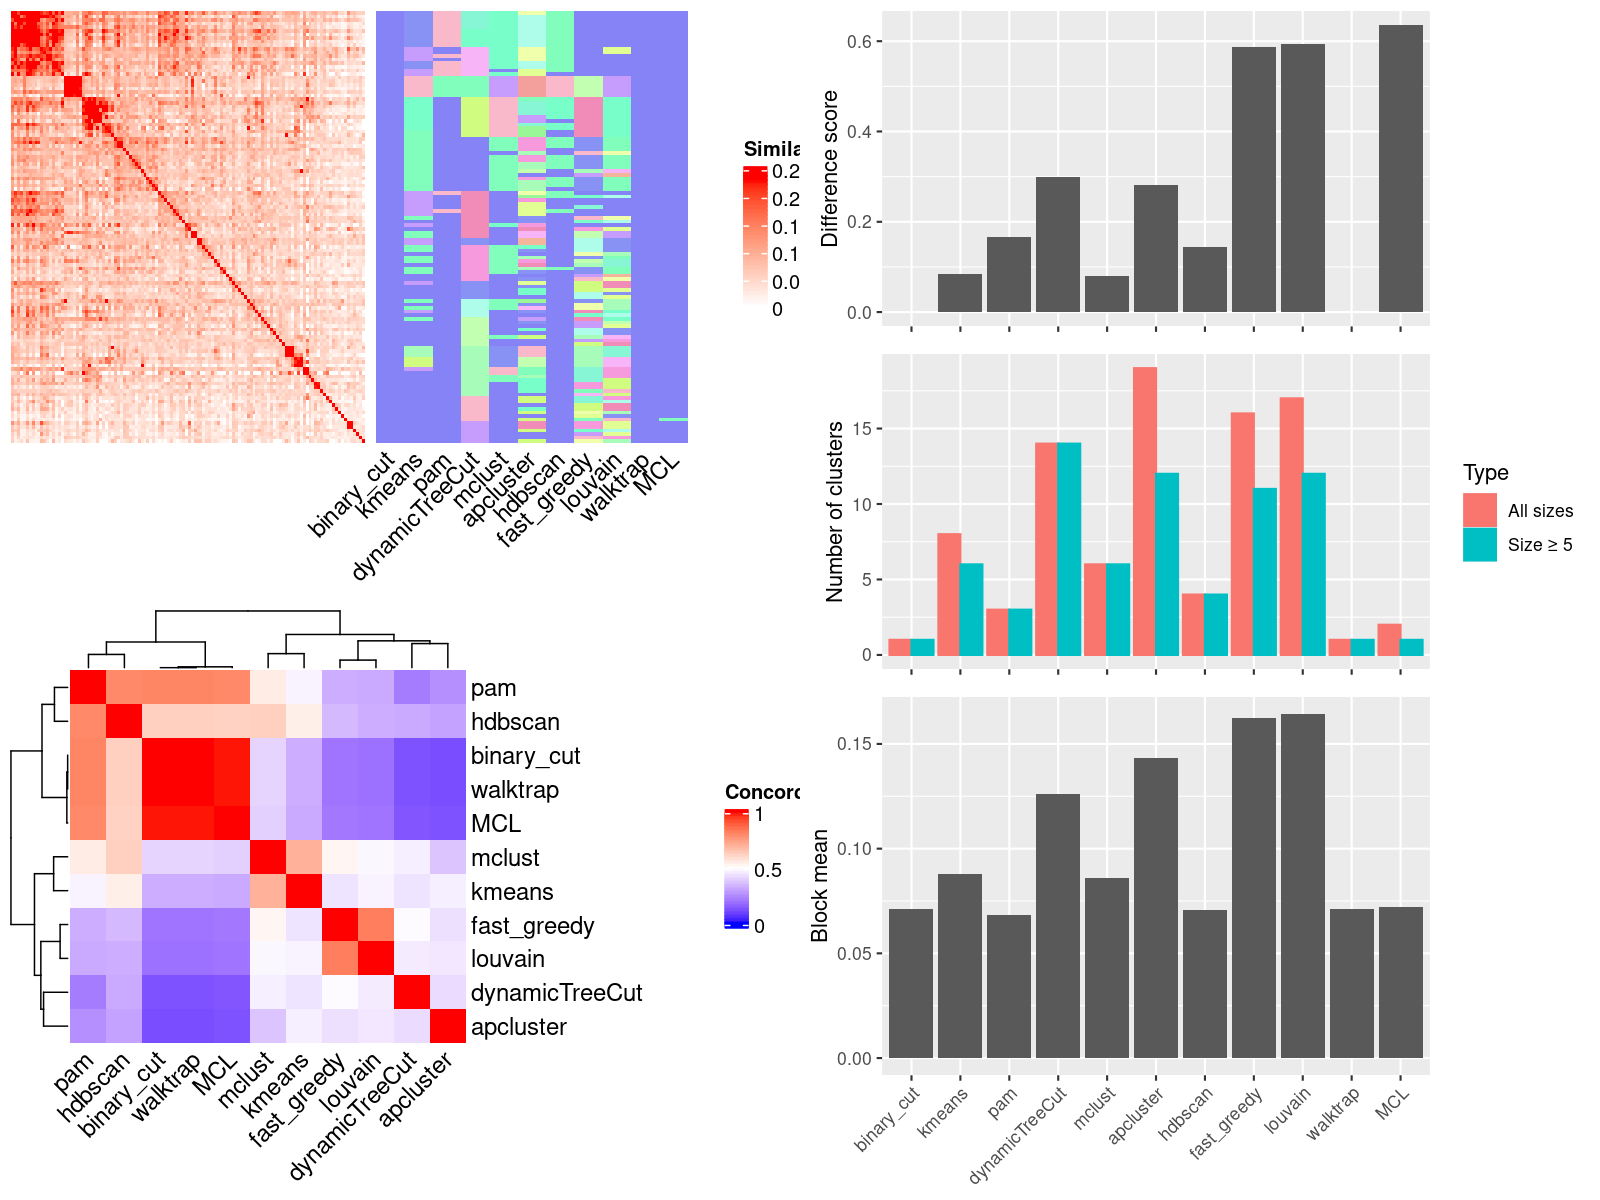 Simila
0.2
0.2
0.1
0.1
0.0
0
binary_cut
kmeans
pam
dynamicTreeCut
mclust
apcluster
hdbscan
fast_greedy
louvain
walktrap
MCL
pam
hdbscan
binary_cut
walktrap
MCL
mclust
kmeans
fast_greedy
louvain
dynamicTreeCut
apcluster
pam
hdbscan
binary_cut
walktrap
MCL
mclust
kmeans
fast_greedy
louvain
dynamicTreeCut
apcluster
Concord
1
0.5
0
Difference score
0.6
0.4
0.2
0.0
Number of clusters
15
10
5
0
Type
All sizes
Size ≥ 5
Block mean
0.15
0.10
0.05
0.00
binary_cut
kmeans
pam
dynamicTreeCut
mclust
apcluster
hdbscan
fast_greedy
louvain
walktrap
MCL